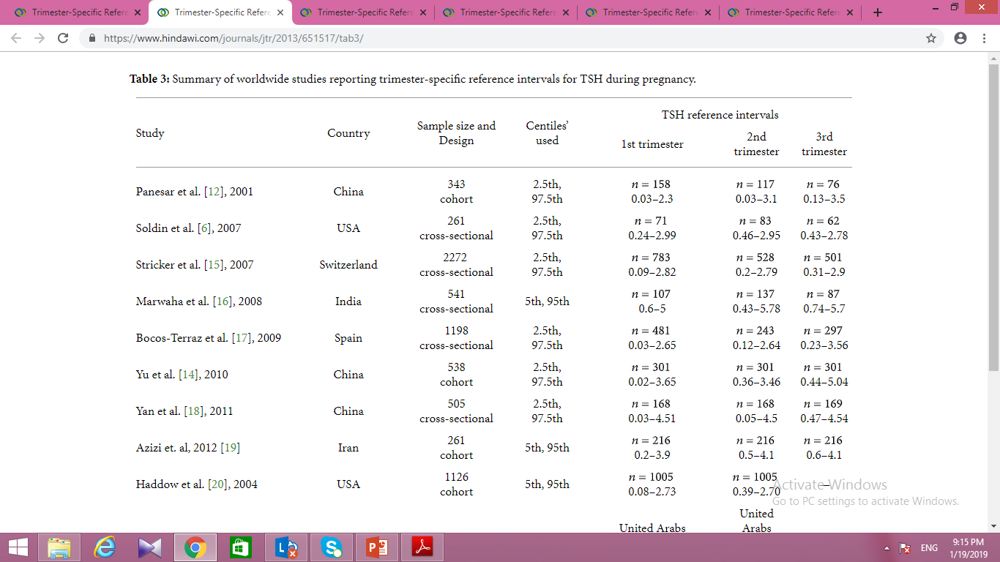 Trimester-Specific Refere
Trimester-Specific Refere
Trimester-Specific Refere
Trimester-Specific Refere
Trimester-Specific Refere
Trimester-Specific Refere
https://www.hindawi.com/journals/jtr/2013/651517/tab3/
Table 3: Summary of worldwide studies reporting trimester-specific reference intervals for TSH during pregnancy.
TSH reference intervals
Study Country Sample size and Design Centiles' used 1st trimester 2nd trimester 3rd trimester
Panesar et al. [12], 2001 China 343 cohort 2.5th, 97.5th n = 158 0.03–2.3 n = 117 0.03–3.1 n = 76 0.13–3.5
Soldin et al. [6], 2007 USA 261 cross-sectional 2.5th, 97.5th n = 71 0.24–2.99 n = 83 0.46–2.95 n = 62 0.43–2.78
Stricker et al. [15], 2007 Switzerland 2272 cross-sectional 2.5th, 97.5th n = 783 0.09–2.82 n = 528 0.2–2.79 n = 501 0.31–2.9
Marwaha et al. [16], 2008 India 541 cross-sectional 5th, 95th n = 107 0.6–5 n = 137 0.43–5.78 n = 87 0.74–5.7
Bocos-Terraz et al. [17], 2009 Spain 1198 cross-sectional 2.5th, 97.5th n = 481 0.03–2.65 n = 243 0.12–2.64 n = 297 0.23–3.56
Yu et al. [14], 2010 China 538 cohort 2.5th, 97.5th n = 301 0.02–3.65 n = 301 0.36–3.46 n = 301 0.44–5.04
Yan et al. [18], 2011 China 505 cross-sectional 2.5th, 97.5th n = 168 0.03–4.51 n = 168 0.05–4.5 n = 169 0.47–4.54
Azizi et. al, 2012 [19] Iran 261 cohort 5th, 95th n = 216 0.2–3.9 n = 216 0.5–4.1 n = 216 0.6–4.1
Haddow et al. [20], 2004 USA 1126 cohort 5th, 95th n = 1005 0.08–2.73 n = 1005 0.39–2.70 —
United Arabs United Arabs
Activate Windows
Go to PC settings to activate Windows.
ENG
9:15 PM
1/19/2019